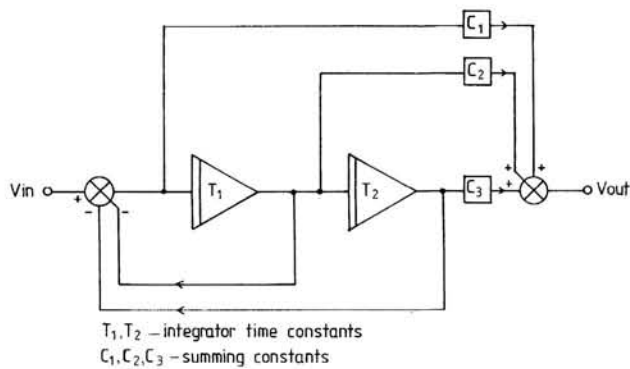 C₁
C₂
+ +
Vin + T₁ T₂ C₃ + Vout
− −
T₁,T₂ – integrator time constants
C₁,C₂,C₃ – summing constants